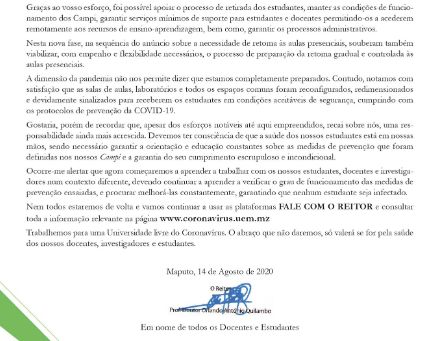 Graças ao vosso esforço, foi possível apoiar o processo de retirada dos estudantes, manter as condições de funcio-
namento dos Campi, garantir serviços mínimos de suporte para estudantes e docentes permitindo-os a acederem
remotamente aos recursos de ensino-aprendizagem, bem como, garantir os processos administrativos.
Nesta nova fase, na sequência do anúncio sobre a necessidade de retoma às aulas presenciais, souberam também
viabilizar, com empenho e flexibilidade necessários, o processo de preparação da retoma gradual e controlada às
aulas presenciais.
A dimensão da pandemia não nos permite dizer que estamos completamente preparados. Contudo, notamos com
satisfação que as salas de aulas, laboratórios e todos os espaços comuns foram reconfigurados, redimensionados
e devidamente sinalizados para receberem os estudantes em condições aceitáveis de segurança, cumprindo com
os protocolos de prevenção da COVID-19.
Gostaria, porém de recordar que, apesar dos esforços notáveis até aqui empreendidos, recai sobre nós, uma res-
ponsabilidade ainda mais acrescida. Devemos ter consciência de que a saúde dos nossos estudantes está em nossas
mãos, sendo necessário garantir a orientação e educação constantes sobre as medidas de prevenção que foram
definidas nos nossos Campi e a garantia do seu cumprimento escrupuloso e incondicional.
Ocorre-me alertar que agora começaremos a aprender a trabalhar com os nossos estudantes, docentes e investiga-
dores num contexto diferente, devendo continuar a aprender a verificar o grau de funcionamento das medidas de
prevenção ensaiadas, e procurar melhorá-las constantemente, garantindo que nenhum estudante seja infectado.
Nem todos estaremos de volta e vamos continuar a usar as plataformas FALE COM O REITOR e consultar
toda a informação relevante na página www.coronavirus.uem.mz
Trabalhemos para uma Universidade livre do Coronavirus. O abraço que não daremos, só valerá se for pela saúde
dos nossos docentes, investigadores e estudantes.
Maputo, 14 de Agosto de 2020
O Reitor
Prof. Doutor Orlando António Quilambo
Em nome de todos os Docentes e Estudantes